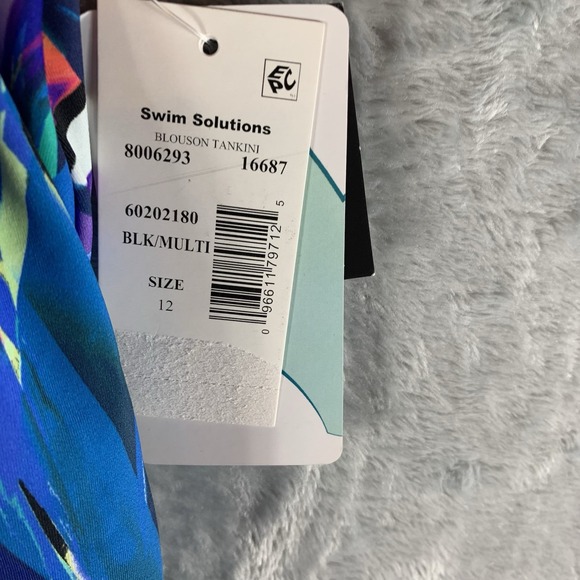 EPC
Swim Solutions
BLOUSON TANKINI
8006293 16687
60202180
BLK/MULTI
SIZE
12
0 96611 79712 5